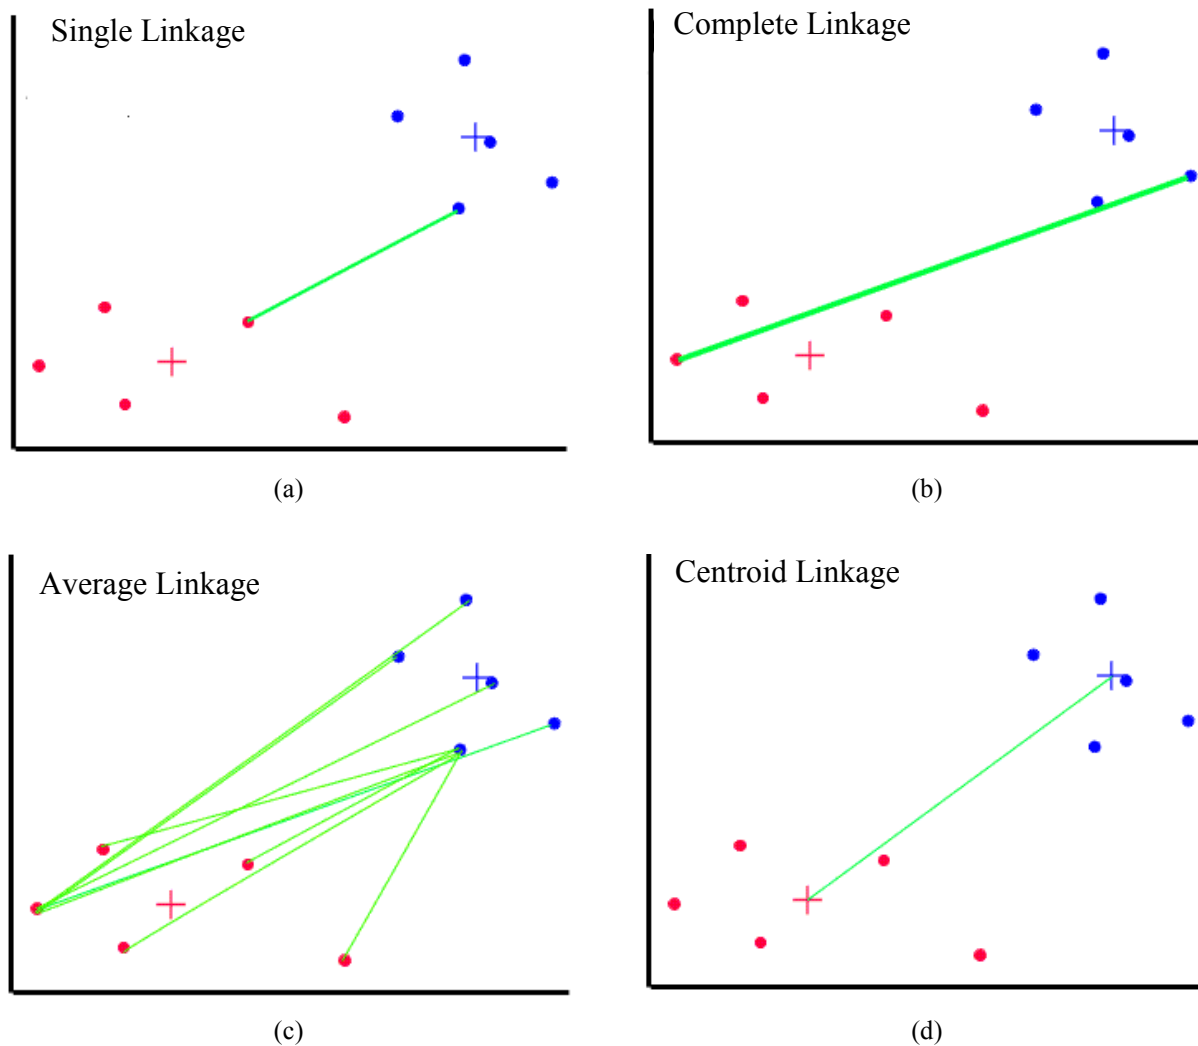 Single Linkage
Complete Linkage
(a)
(b)
Average Linkage
Centroid Linkage
(c)
(d)